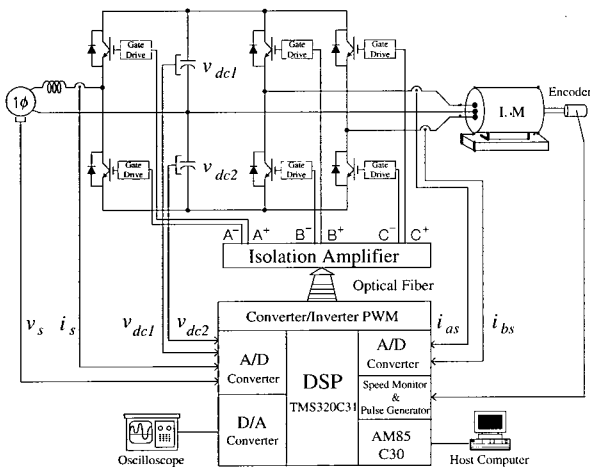 Gate
Drive
Gate
Drive
Gate
Drive
v dc1
1ϕ
Encoder
I.M
Gate
Drive
Gate
Drive
Gate
Drive
v dc2
A⁻ A⁺ B⁻ B⁺ C⁻ C⁺
Isolation Amplifier
Optical Fiber
v s i s v dc1 v dc2
i as i bs
Converter/Inverter PWM
A/D
Converter
DSP
TMS320C31
A/D
Converter
Speed Monitor
&
Pulse Generator
D/A
Converter
AM85
C30
Oscilloscope
Host Computer